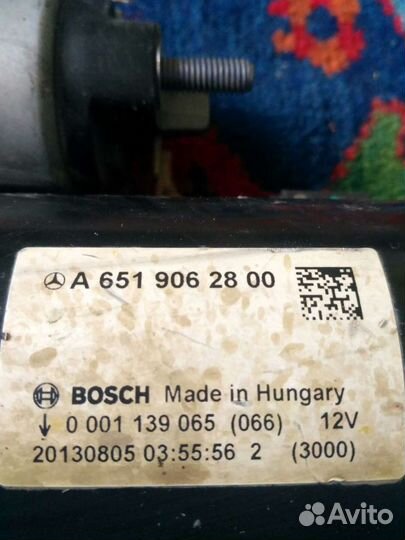 A 651 906 28 00
BOSCH Made in Hungary
0 001 139 065 (066) 12V
20130805 03:55:56 2 (3000)
Avito